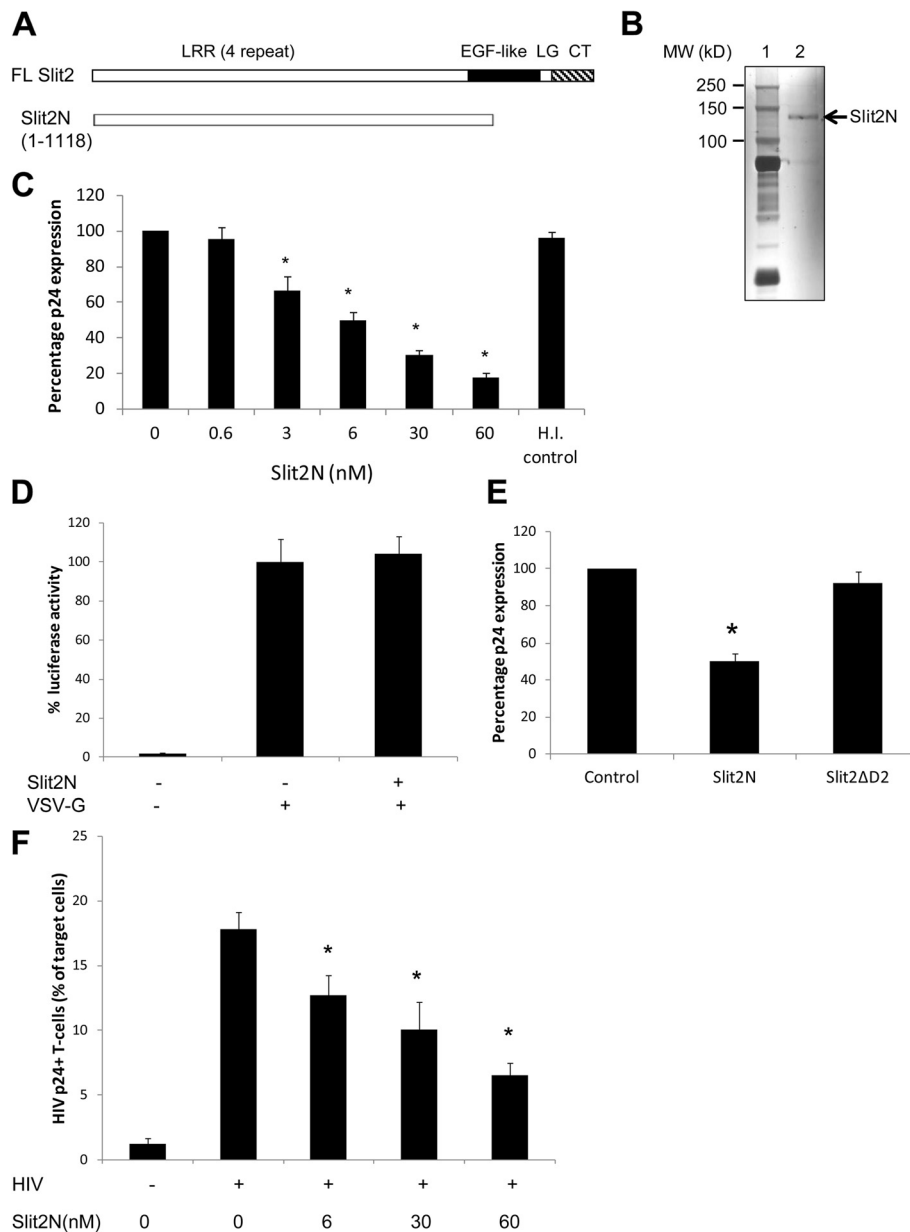 A
LRR (4 repeat) EGF-like LG CT
FL Slit2
Slit2N
(1-1118)
B
MW (kD) 1 2
250
150
100
Slit2N
C
Percentage p24 expression
120
100
80
60
40
20
0
* * * *
0 0.6 3 6 30 60 H.I.
control
Slit2N (nM)
D
% luciferase activity
120
100
80
60
40
20
0
Slit2N - - +
VSV-G - + +
E
Percentage p24 expression
120
100
80
60
40
20
0
*
Control Slit2N Slit2ΔD2
F
HIV p24+ T-cells (% of target cells)
25
20
15
10
5
0
* * *
HIV - + + + +
Slit2N(nM) 0 0 6 30 60